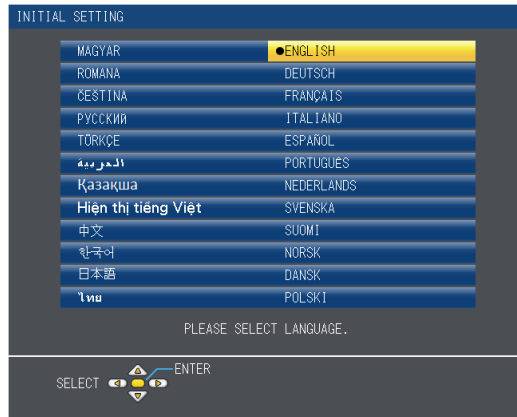 INITIAL SETTING
MAGYAR ●ENGLISH
ROMANA DEUTSCH
ČEŠTINA FRANÇAIS
РУССКИЙ ITALIANO
TÜRKÇE ESPAÑOL
العربية PORTUGUÊS
Қазақша NEDERLANDS
Hiện thị tiếng Việt SVENSKA
中文 SUOMI
한국어 NORSK
日本語 DANSK
ไทย POLSKI
PLEASE SELECT LANGUAGE.
ENTER
SELECT